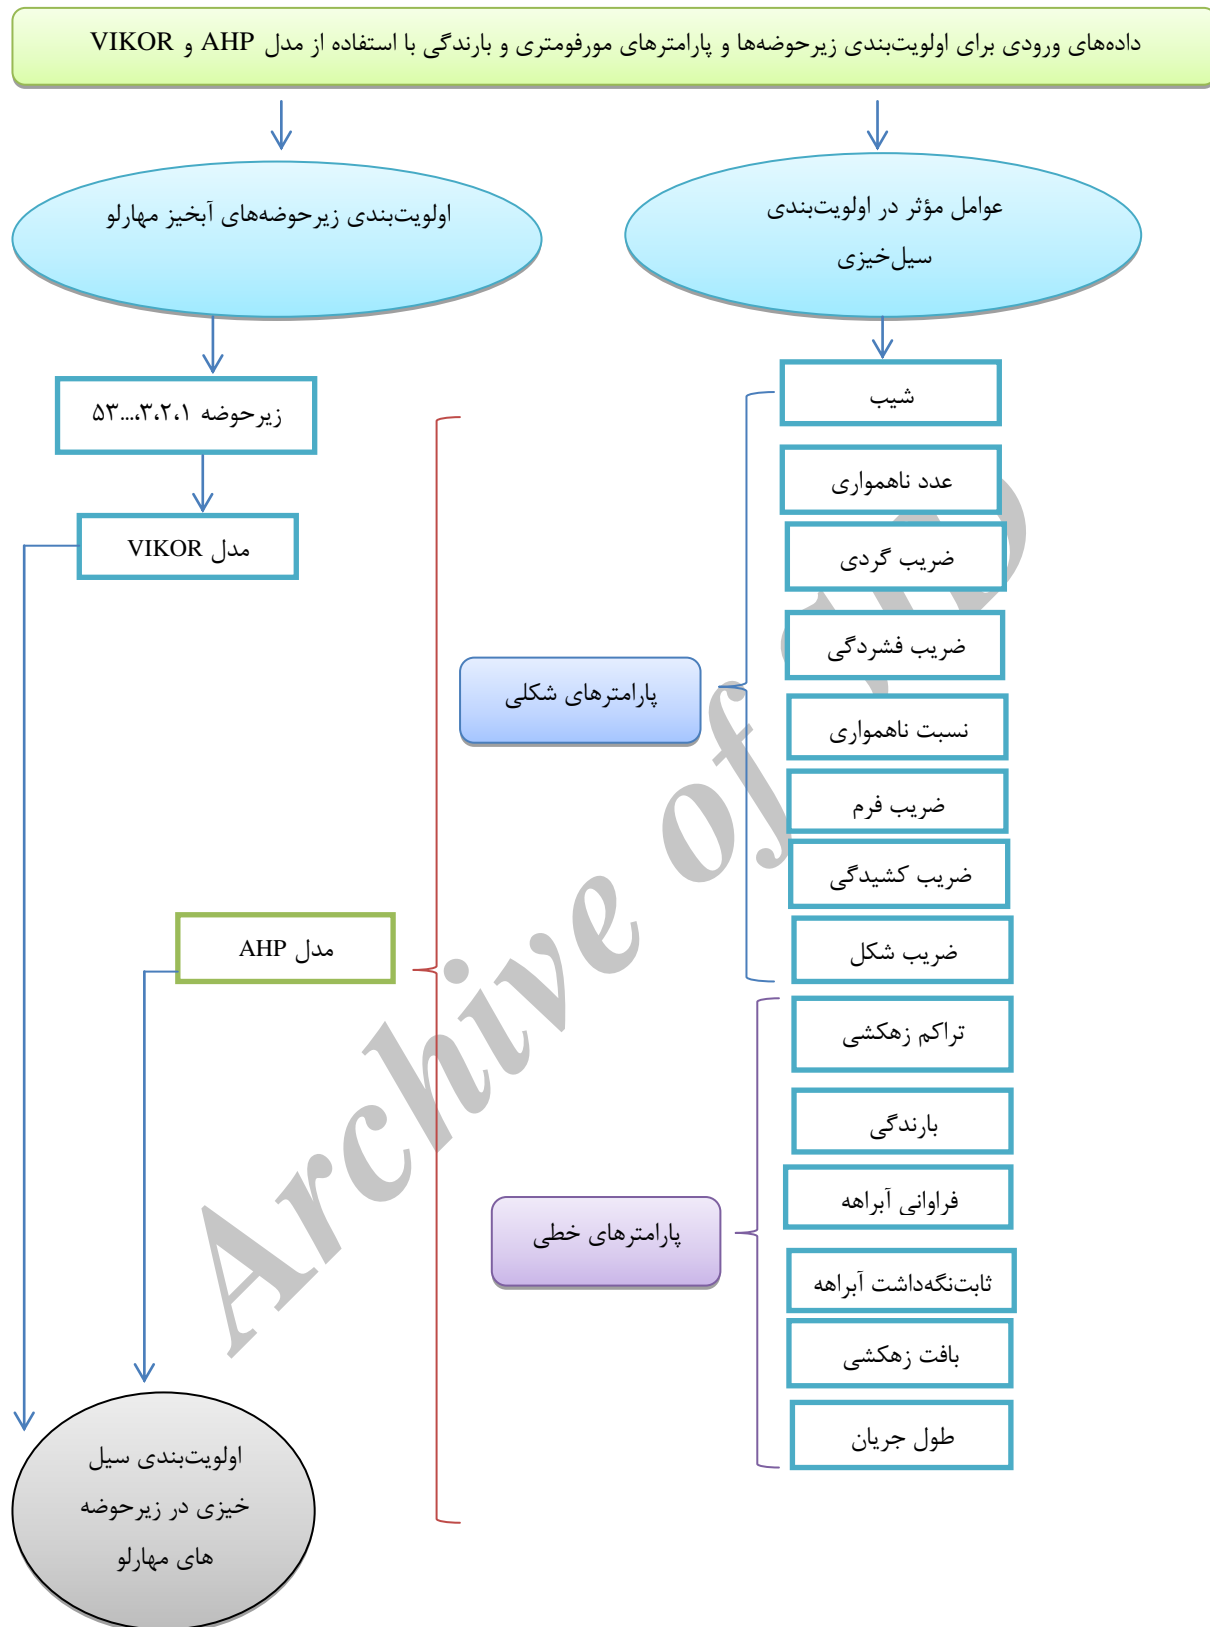 داده‌های ورودی برای اولویت‌بندی زیرحوضه‌ها و پارامترهای مورفومتری و بارندگی با استفاده از مدل AHP و VIKOR
عوامل مؤثر در اولویت‌بندی
سیل‌خیزی
اولویت‌بندی زیرحوضه‌های آبخیز مهارلو
شیب
زیرحوضه ۱،۲،۳،...۵۳
عدد ناهمواری
مدل VIKOR
ضریب گردی
ضریب فشردگی
پارامترهای شکلی
نسبت ناهمواری
ضریب فرم
ضریب کشیدگی
ضریب شکل
مدل AHP
تراکم زهکشی
بارندگی
فراوانی آبراهه
پارامترهای خطی
ثابت‌نگه‌داشت آبراهه
بافت زهکشی
طول جریان
اولویت‌بندی سیل
خیزی در زیرحوضه
های مهارلو
Archive of SID